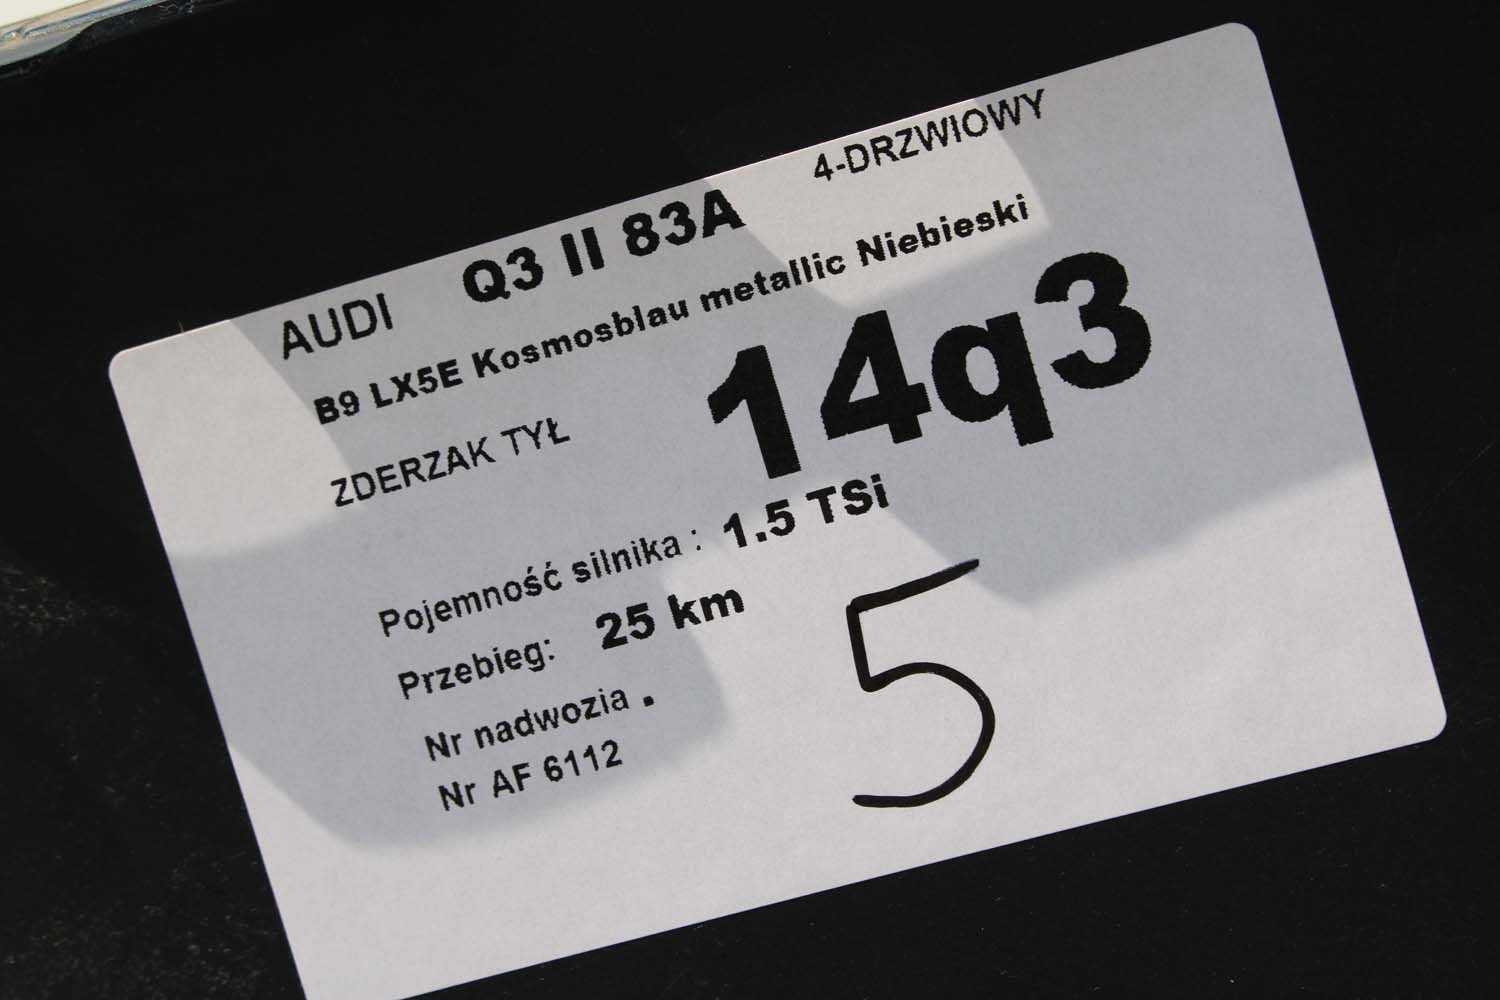 4-DRZWIOWY
AUDI Q3 II 83A
B9 LX5E Kosmosblau metallic Niebieski
ZDERZAK TYŁ
14q3
Pojemność silnika : 1.5 TSi
Przebieg: 25 km
Nr nadwozia .
Nr AF 6112
5